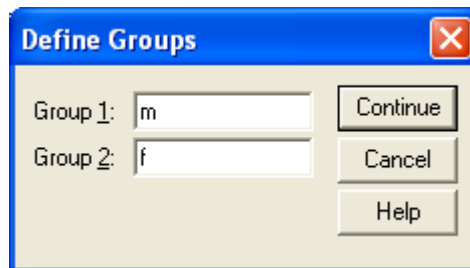 Define Groups
Group 1: m
Continue
Group 2: f
Cancel
Help